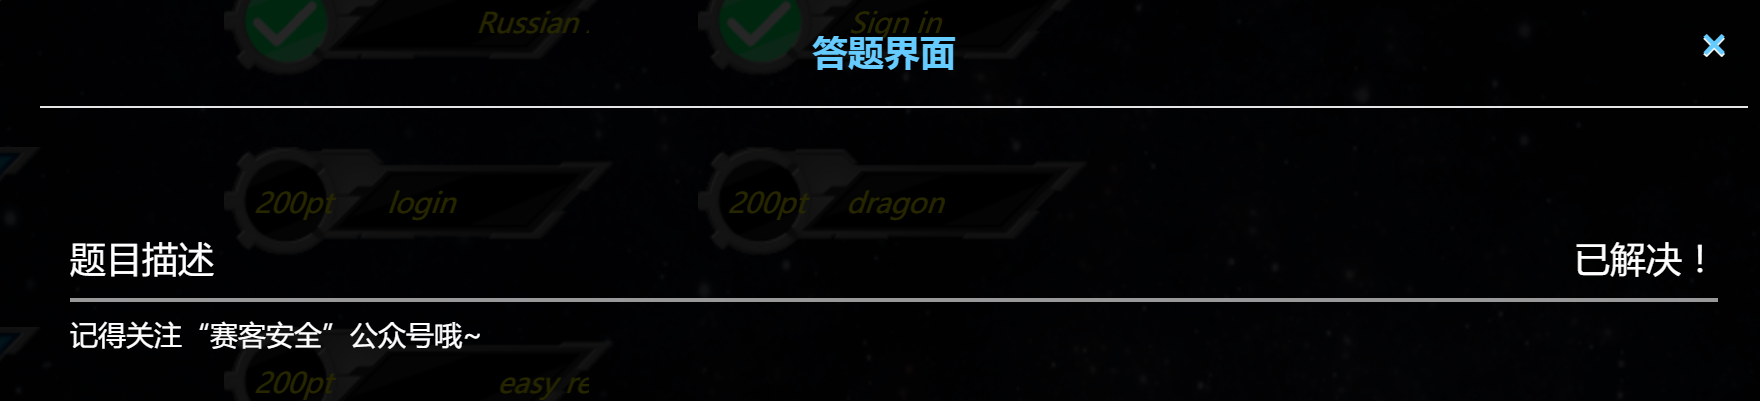 Russian .
Sign in
答题界面
×
200pt login
200pt dragon
题目描述
已解决！
记得关注“赛客安全”公众号哦~
200pt easy re